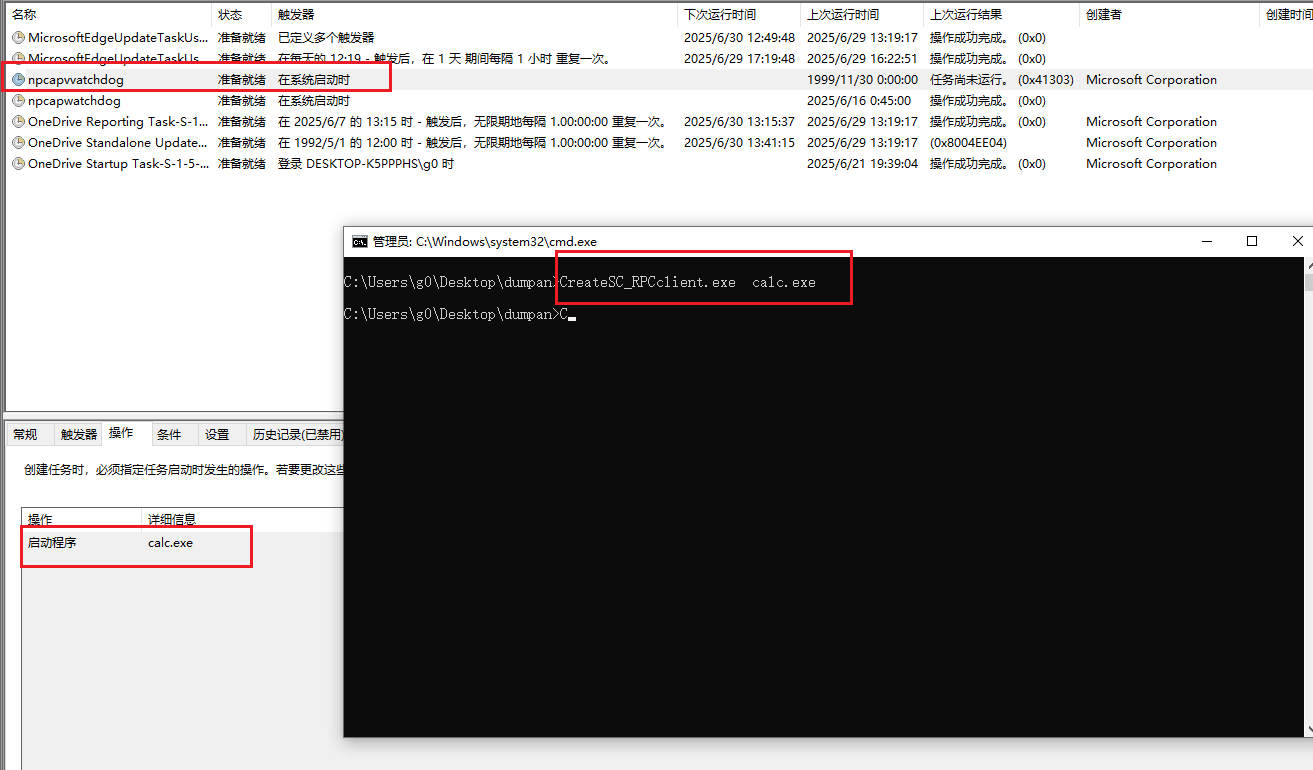 名称 状态 触发器 下次运行时间 上次运行时间 上次运行结果 创建者 创建时间
MicrosoftEdgeUpdateTaskUs... 准备就绪 已定义多个触发器 2025/6/30 12:49:48 2025/6/29 13:19:17 操作成功完成。 (0x0)
MicrosoftEdgeUpdateTaskUs... 准备就绪 在每天的 12:19 - 触发后，在 1 天 期间每隔 1 小时 重复一次。 2025/6/29 17:19:48 2025/6/29 16:22:51 操作成功完成。 (0x0)
npcapvvatchdog 准备就绪 在系统启动时 1999/11/30 0:00:00 任务尚未运行。 (0x41303) Microsoft Corporation
npcapwatchdog 准备就绪 在系统启动时 2025/6/16 0:45:00 操作成功完成。 (0x0)
OneDrive Reporting Task-S-1... 准备就绪 在 2025/6/7 的 13:15 时 - 触发后，无限期地每隔 1.00:00:00 重复一次。 2025/6/30 13:15:37 2025/6/29 13:19:17 操作成功完成。 (0x0) Microsoft Corporation
OneDrive Standalone Update... 准备就绪 在 1992/5/1 的 12:00 时 - 触发后，无限期地每隔 1.00:00:00 重复一次。 2025/6/30 13:41:15 2025/6/29 13:19:17 (0x8004EE04) Microsoft Corporation
OneDrive Startup Task-S-1-5-... 准备就绪 登录 DESKTOP-K5PPPHS\g0 时 2025/6/21 19:39:04 操作成功完成。 (0x0) Microsoft Corporation
管理员: C:\Windows\system32\cmd.exe
C:\Users\g0\Desktop\dumpan>CreateSC_RPCclient.exe  calc.exe
C:\Users\g0\Desktop\dumpan>C
常规 触发器 操作 条件 设置 历史记录(已禁用)
创建任务时，必须指定任务启动时发生的操作。若要更改这些
操作 详细信息
启动程序 calc.exe